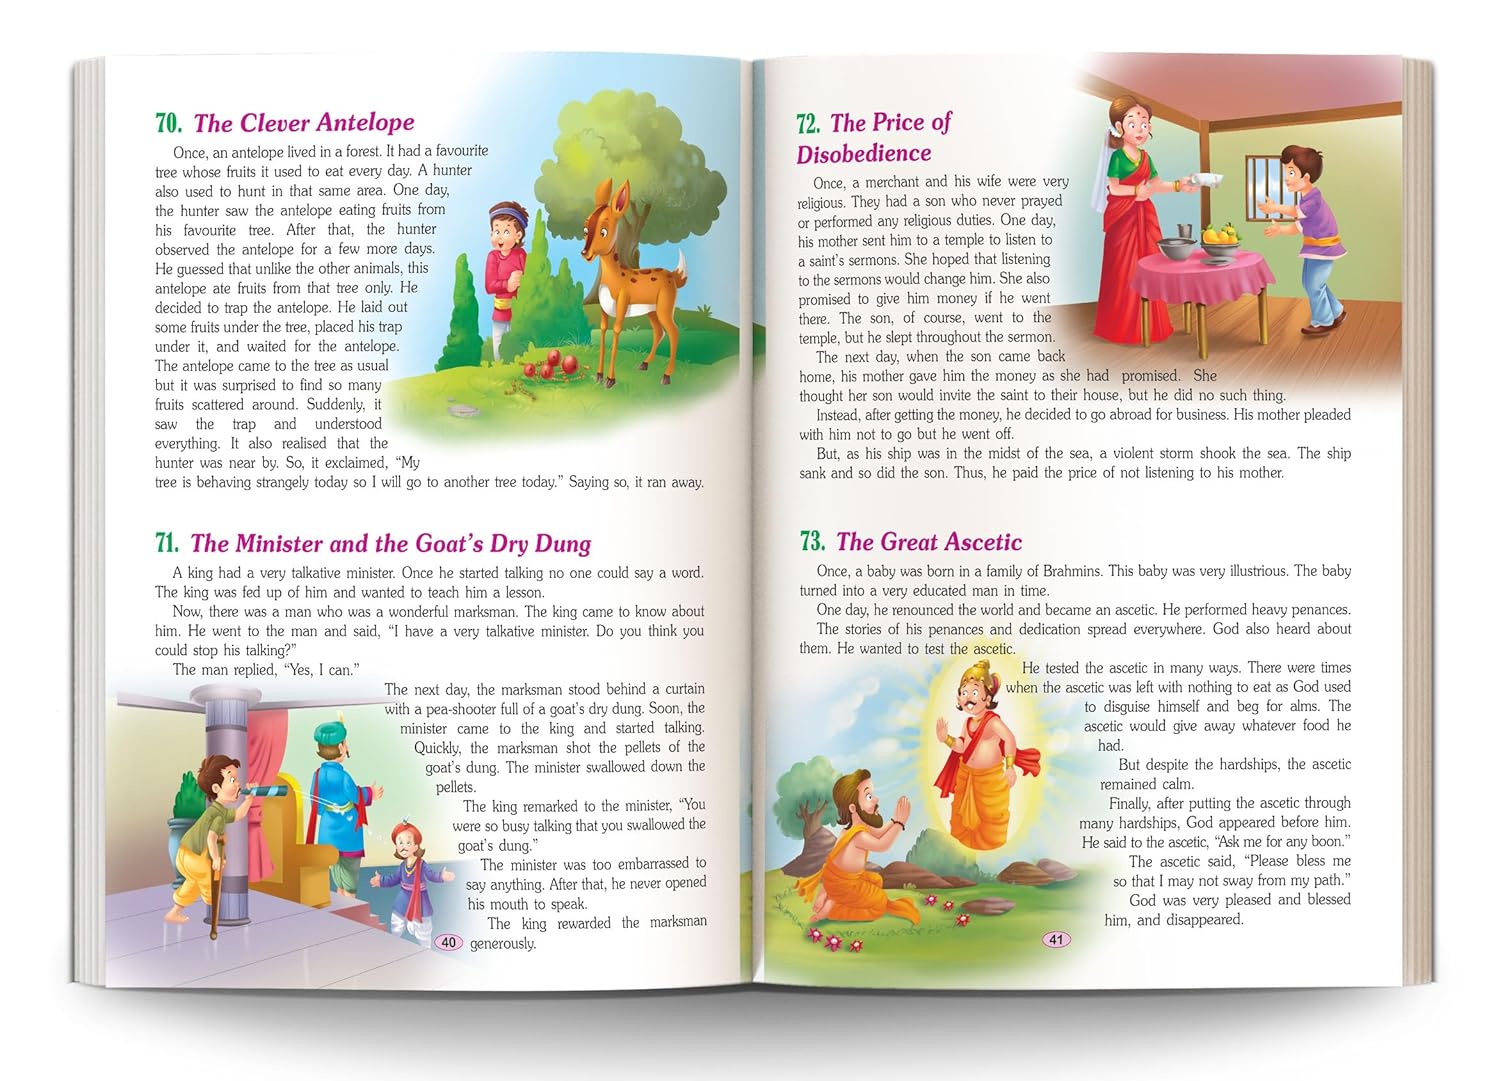 70. The Clever Antelope
Once, an antelope lived in a forest. It had a favourite
tree whose fruits it used to eat every day. A hunter
also used to hunt in that same area. One day,
the hunter saw the antelope eating fruits from
his favourite tree. After that, the hunter
observed the antelope for a few more days.
He guessed that unlike the other animals, this
antelope ate fruits from that tree only. He
decided to trap the antelope. He laid out
some fruits under the tree, placed his trap
under it, and waited for the antelope.
The antelope came to the tree as usual
but it was surprised to find so many
fruits scattered around. Suddenly, it
saw the trap and understood
everything. It also realised that the
hunter was near by. So, it exclaimed, “My
tree is behaving strangely today so I will go to another tree today.” Saying so, it ran away.
71. The Minister and the Goat’s Dry Dung
A king had a very talkative minister. Once he started talking no one could say a word.
The king was fed up of him and wanted to teach him a lesson.
Now, there was a man who was a wonderful marksman. The king came to know about
him. He went to the man and said, “I have a very talkative minister. Do you think you
could stop his talking?”
The man replied, “Yes, I can.”
The next day, the marksman stood behind a curtain
with a pea-shooter full of a goat’s dry dung. Soon, the
minister came to the king and started talking.
Quickly, the marksman shot the pellets of the
goat’s dung. The minister swallowed down the
pellets.
The king remarked to the minister, “You
were so busy talking that you swallowed the
goat’s dung.”
The minister was too embarrassed to
say anything. After that, he never opened
his mouth to speak.
The king rewarded the marksman
generously.
40
72. The Price of
Disobedience
Once, a merchant and his wife were very
religious. They had a son who never prayed
or performed any religious duties. One day,
his mother sent him to a temple to listen to
a saint’s sermons. She hoped that listening
to the sermons would change him. She also
promised to give him money if he went
there. The son, of course, went to the
temple, but he slept throughout the sermon.
The next day, when the son came back
home, his mother gave him the money as she had promised. She
thought her son would invite the saint to their house, but he did no such thing.
Instead, after getting the money, he decided to go abroad for business. His mother pleaded
with him not to go but he went off.
But, as his ship was in the midst of the sea, a violent storm shook the sea. The ship
sank and so did the son. Thus, he paid the price of not listening to his mother.
73. The Great Ascetic
Once, a baby was born in a family of Brahmins. This baby was very illustrious. The baby
turned into a very educated man in time.
One day, he renounced the world and became an ascetic. He performed heavy penances.
The stories of his penances and dedication spread everywhere. God also heard about
them. He wanted to test the ascetic.
He tested the ascetic in many ways. There were times
when the ascetic was left with nothing to eat as God used
to disguise himself and beg for alms. The
ascetic would give away whatever food he
had.
But despite the hardships, the ascetic
remained calm.
Finally, after putting the ascetic through
many hardships, God appeared before him.
He said to the ascetic, “Ask me for any boon.”
The ascetic said, “Please bless me
so that I may not sway from my path.”
God was very pleased and blessed
him, and disappeared.
41